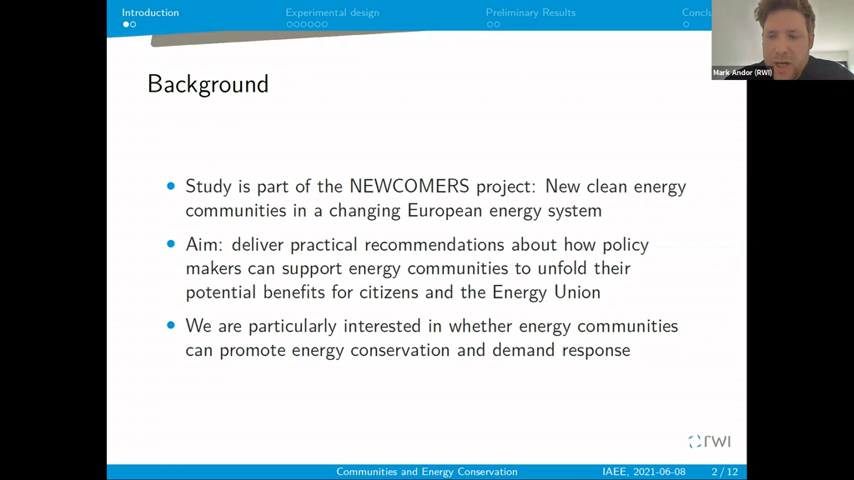 Introduction
Experimental design
Preliminary Results
Mark Andor (RWI)
Background
Study is part of the NEWCOMERS project: New clean energy
communities in a changing European energy system
Aim: deliver practical recommendations about how policy
makers can support energy communities to unfold their
potential benefits for citizens and the Energy Union
We are particularly interested in whether energy communities
can promote energy conservation and demand response
RWI
Communities and Energy Conservation
IAEE, 2021-06-08
2 / 12